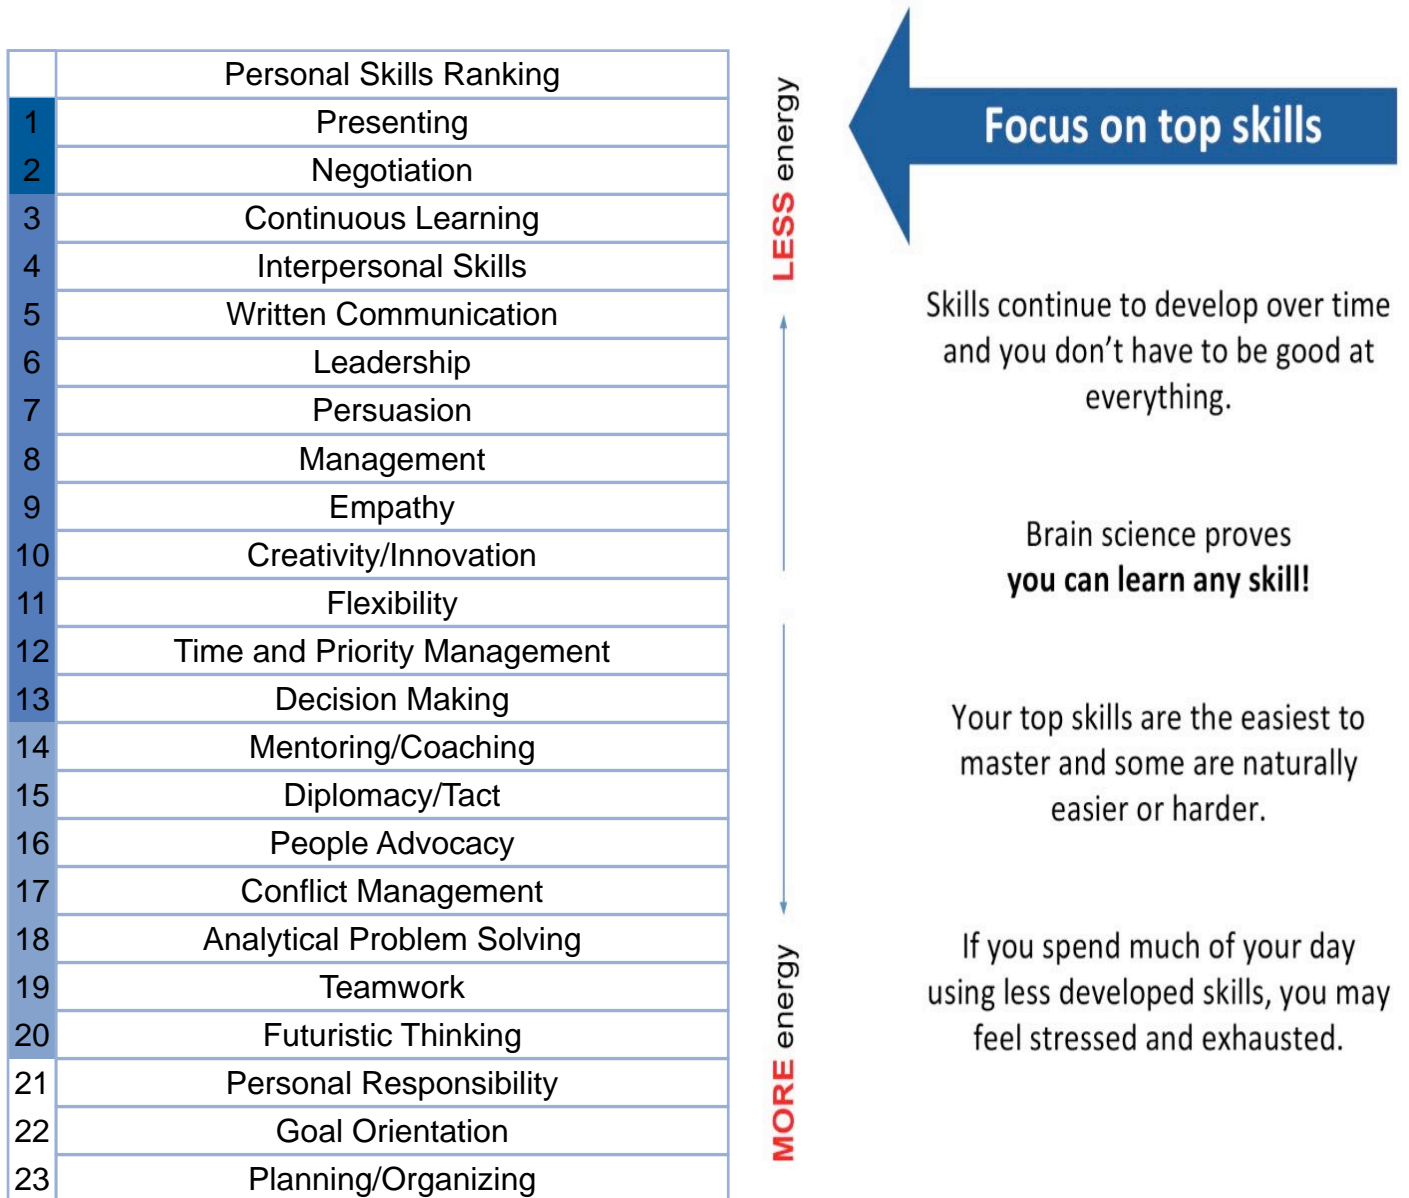 Personal Skills Ranking
1 Presenting
2 Negotiation
3 Continuous Learning
4 Interpersonal Skills
5 Written Communication
6 Leadership
7 Persuasion
8 Management
9 Empathy
10 Creativity/Innovation
11 Flexibility
12 Time and Priority Management
13 Decision Making
14 Mentoring/Coaching
15 Diplomacy/Tact
16 People Advocacy
17 Conflict Management
18 Analytical Problem Solving
19 Teamwork
20 Futuristic Thinking
21 Personal Responsibility
22 Goal Orientation
23 Planning/Organizing
LESS energy
MORE energy
Focus on top skills
Skills continue to develop over time
and you don’t have to be good at
everything.
Brain science proves
you can learn any skill!
Your top skills are the easiest to
master and some are naturally
easier or harder.
If you spend much of your day
using less developed skills, you may
feel stressed and exhausted.